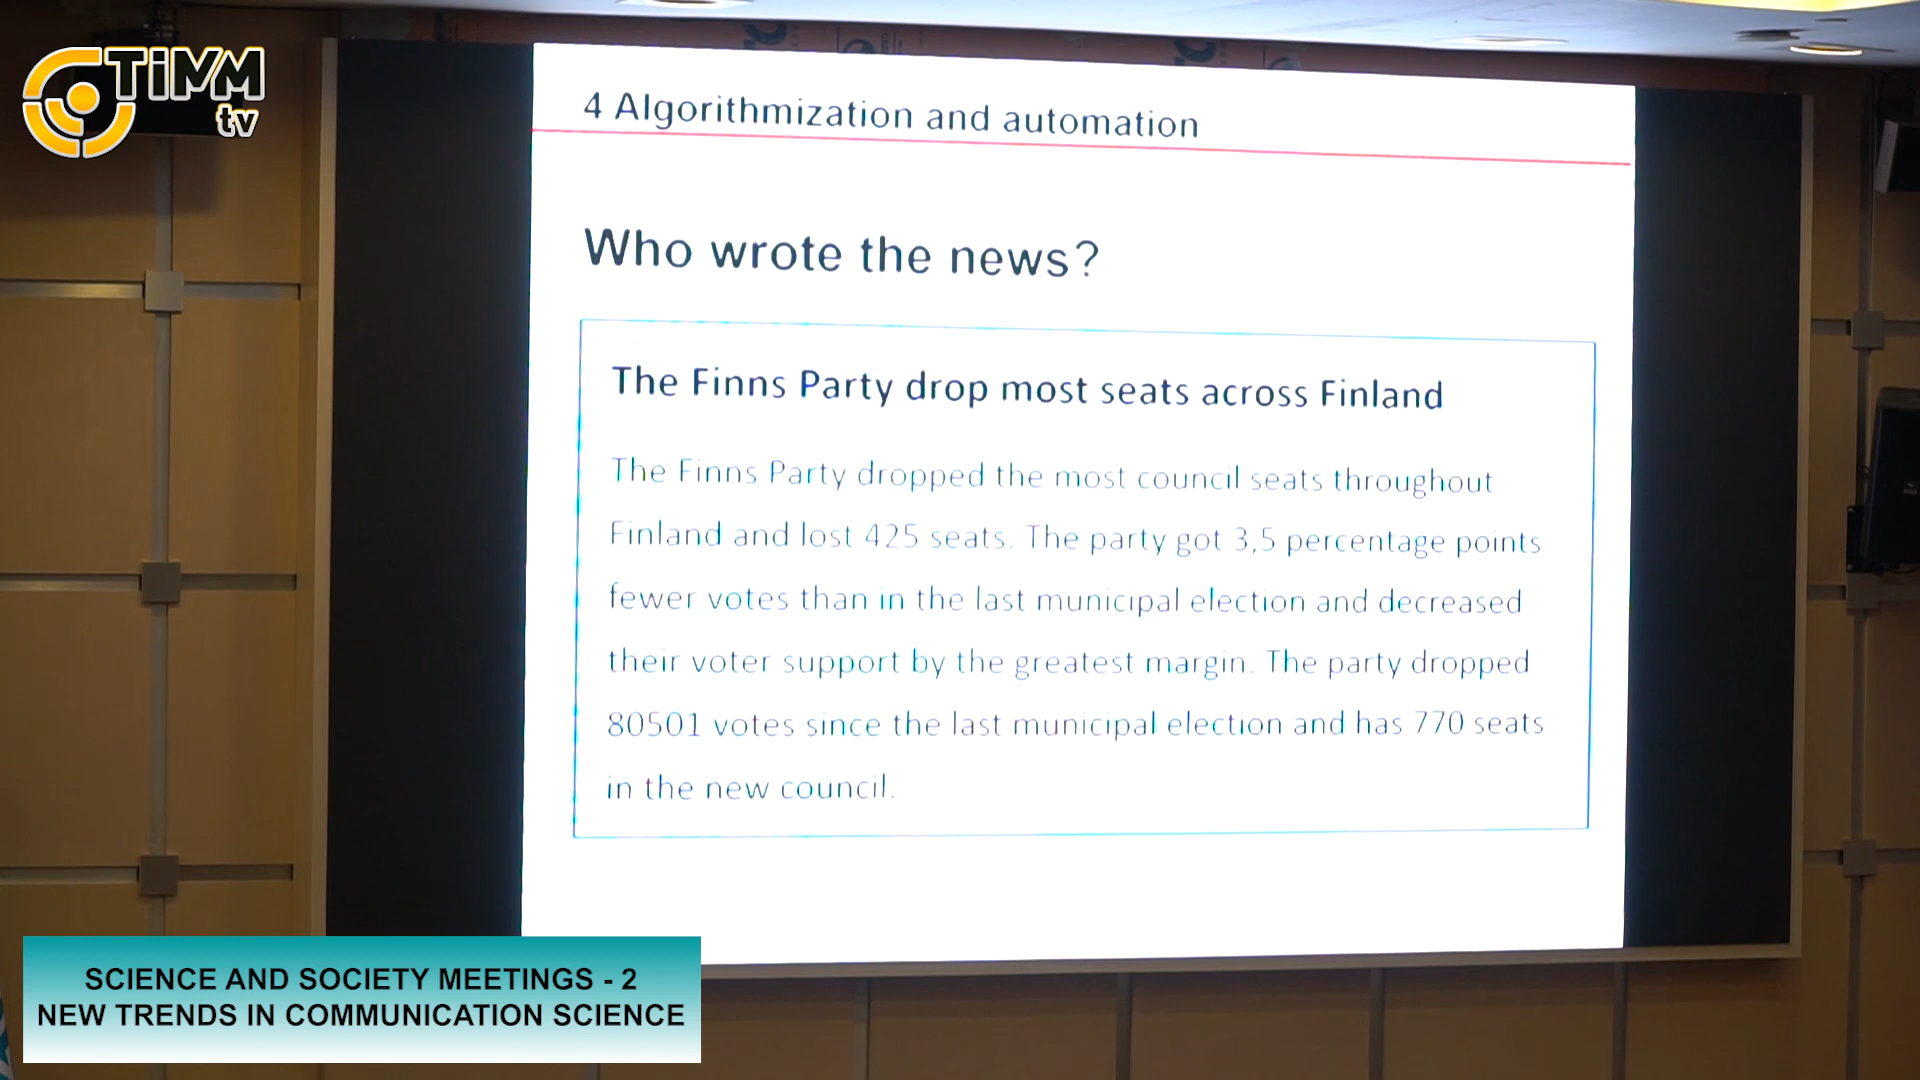 TiMM
tv
4 Algorithmization and automation
Who wrote the news?
The Finns Party drop most seats across Finland
The Finns Party dropped the most council seats throughout
Finland and lost 425 seats. The party got 3,5 percentage points
fewer votes than in the last municipal election and decreased
their voter support by the greatest margin. The party dropped
80501 votes since the last municipal election and has 770 seats
in the new council.
SCIENCE AND SOCIETY MEETINGS - 2
NEW TRENDS IN COMMUNICATION SCIENCE